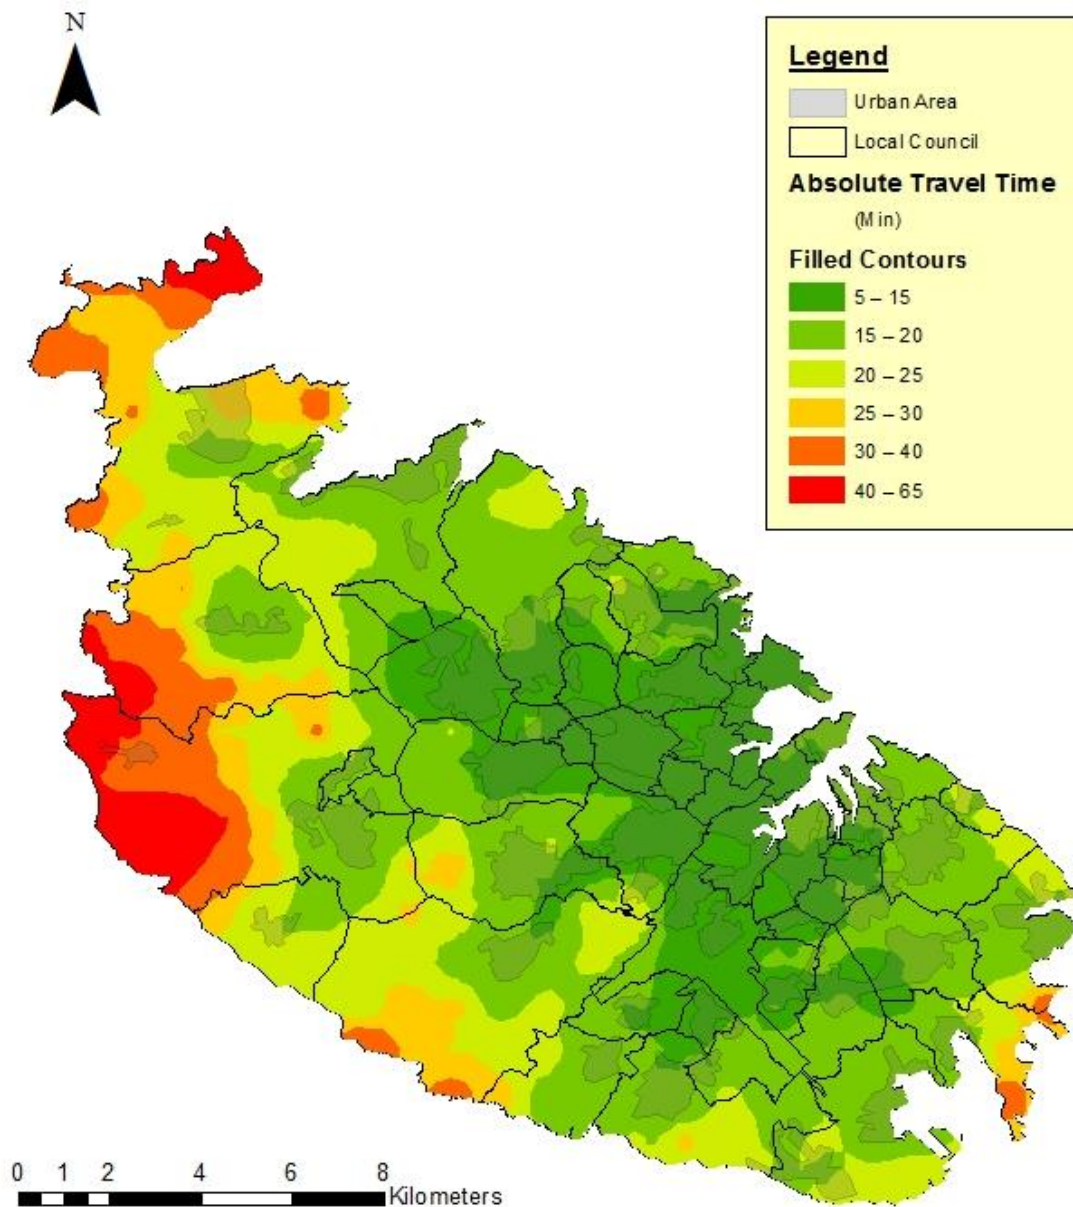 N
Legend
Urban Area
Local Council
Absolute Travel Time
(Min)
Filled Contours
5 – 15
15 – 20
20 – 25
25 – 30
30 – 40
40 – 65
0 1 2 4 6 8
Kilometers